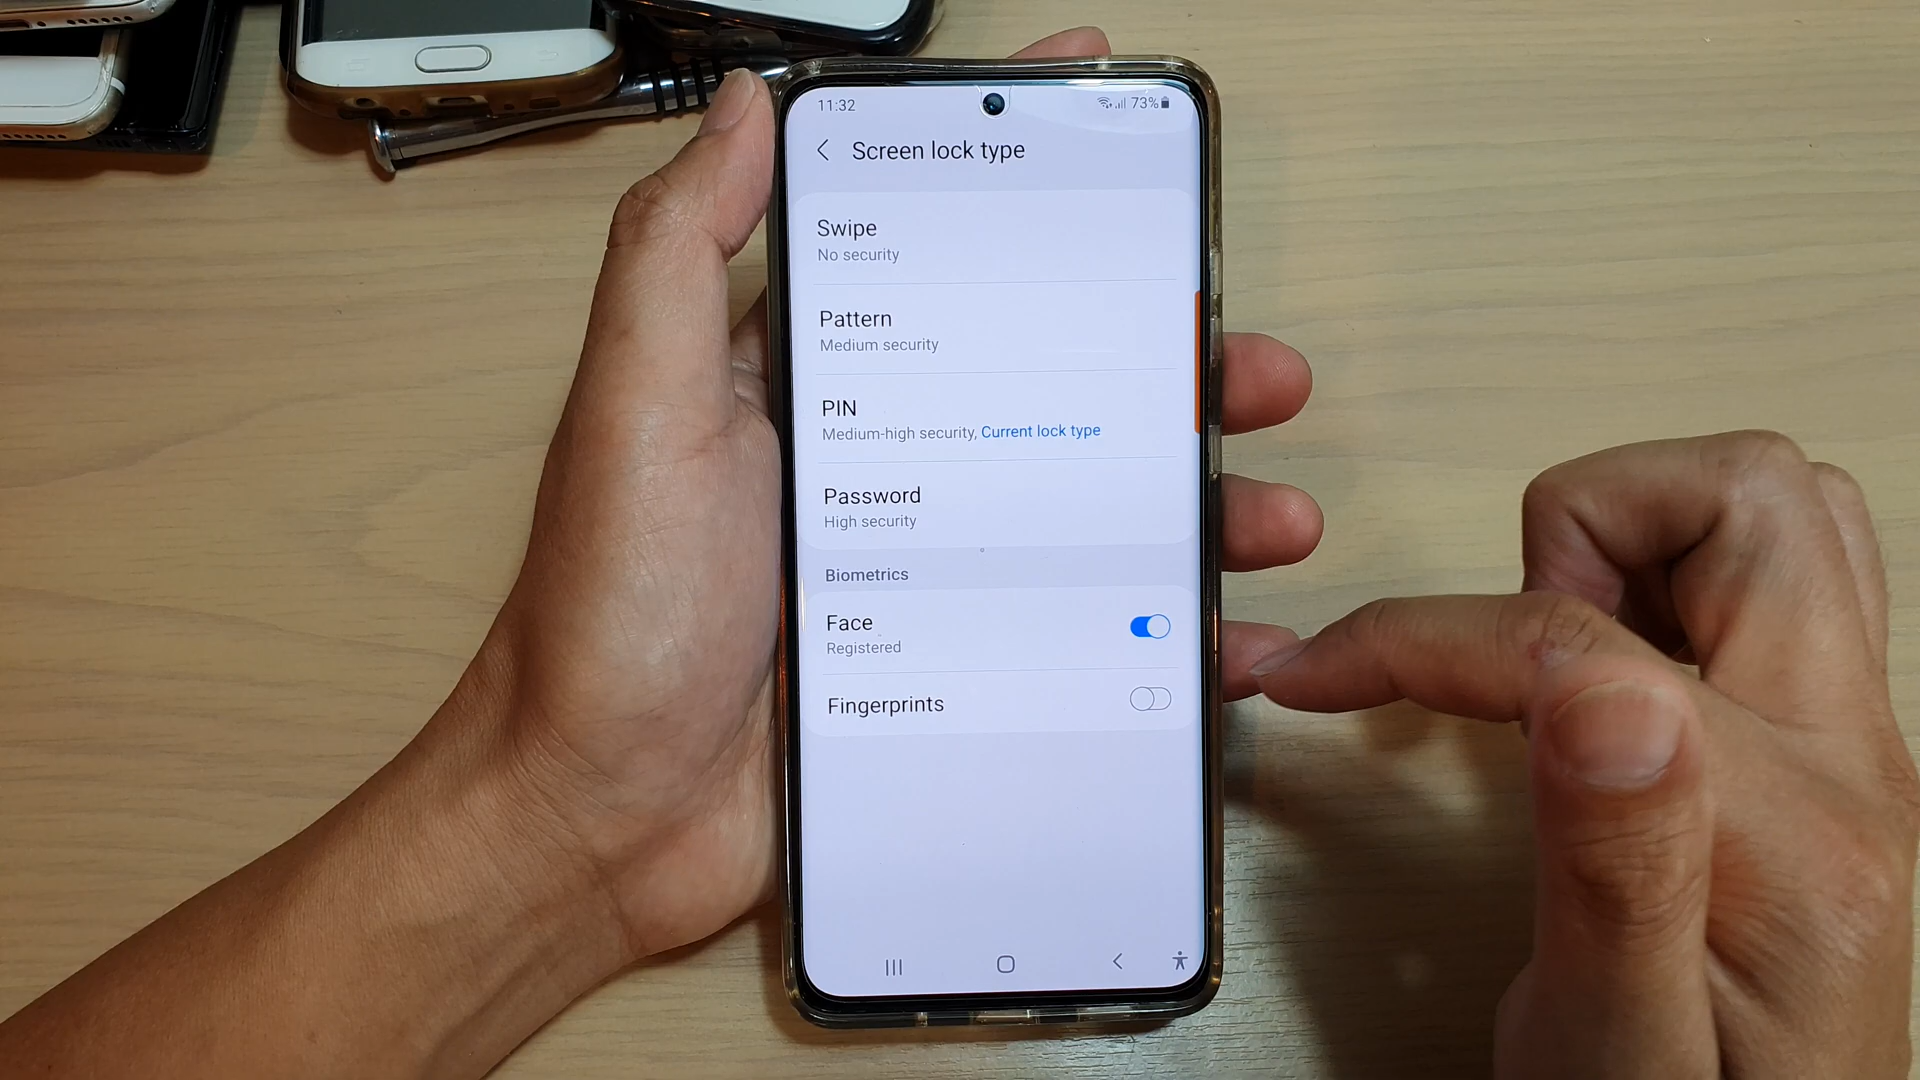 11:32 73%
Screen lock type
Swipe
No security
Pattern
Medium security
PIN
Medium-high security, Current lock type
Password
High security
Biometrics
Face
Registered
Fingerprints